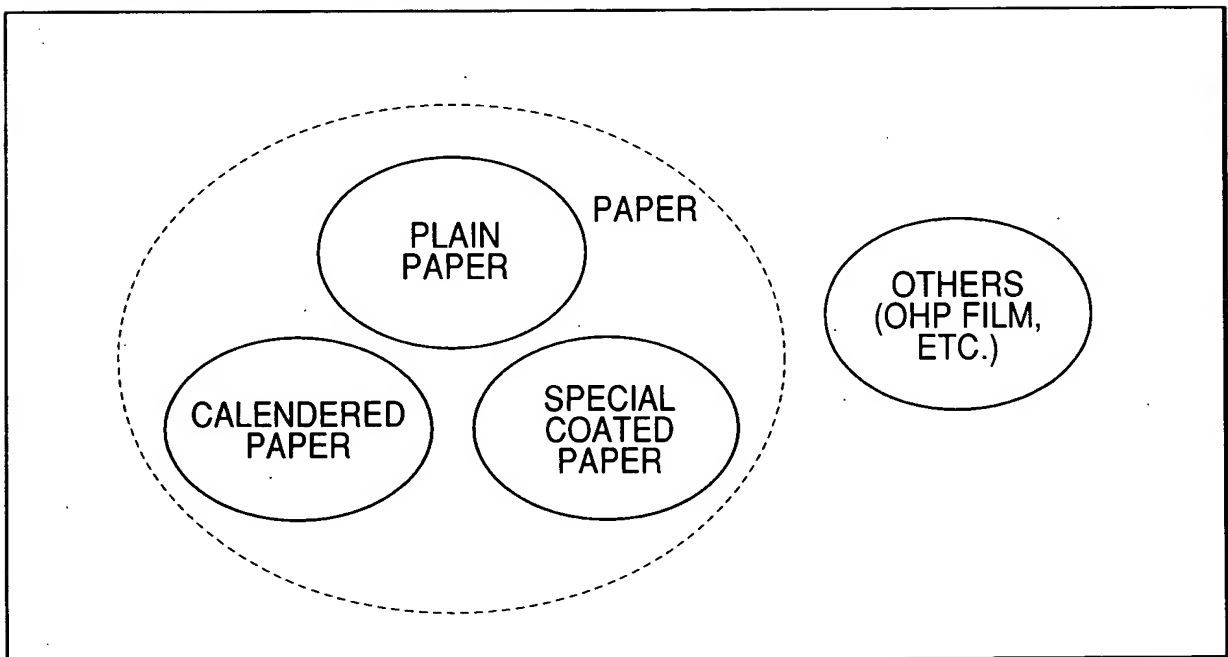 PAPER
PLAIN
PAPER
OTHERS
(OHP FILM,
ETC.)
CALENDERED
PAPER
SPECIAL
COATED
PAPER